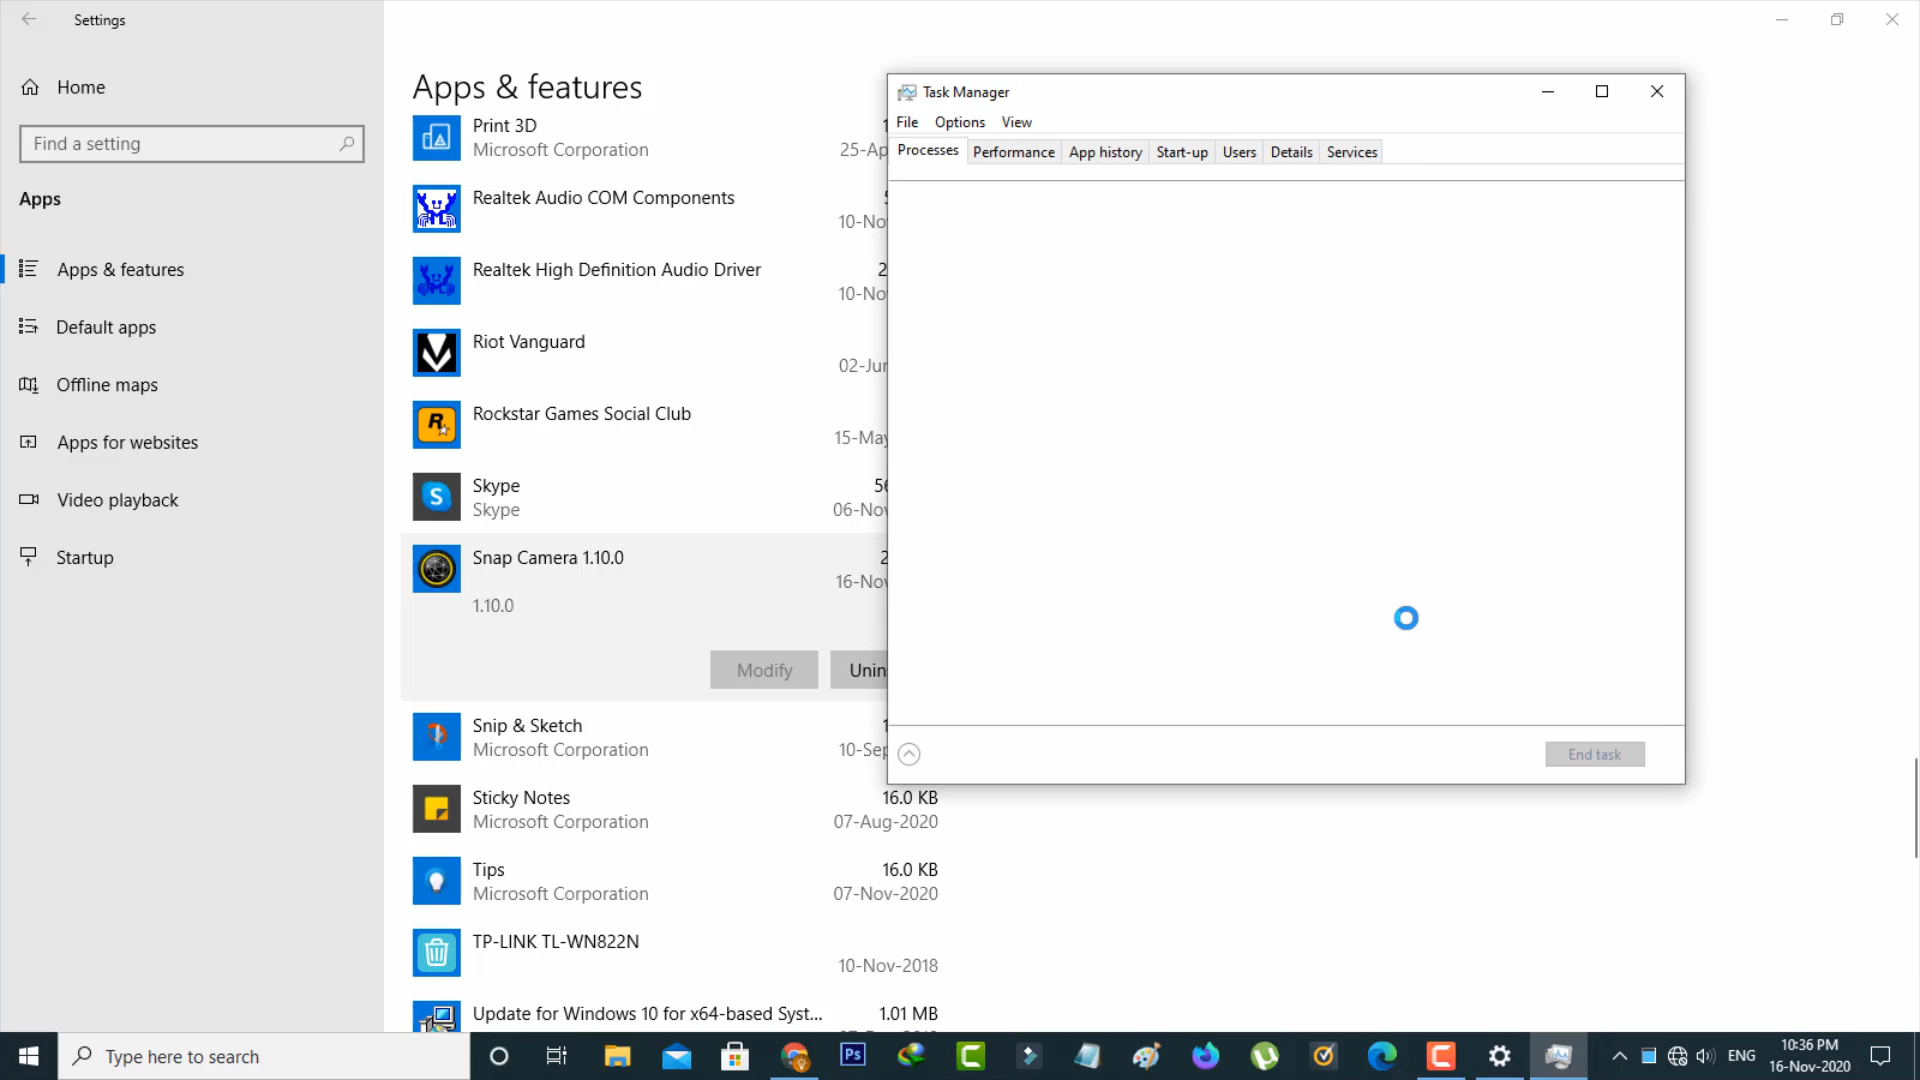 Settings
Home
Find a setting
Apps
Apps & features
Default apps
Offline maps
Apps for websites
Video playback
Startup
Apps & features
Print 3D
Microsoft Corporation
Realtek Audio COM Components
Realtek High Definition Audio Driver
Riot Vanguard
Rockstar Games Social Club
R
Skype
S
Skype
Snap Camera 1.10.0
1.10.0
Modify
Snip & Sketch
Microsoft Corporation
Sticky Notes
16.0 KB
Microsoft Corporation
07-Aug-2020
Tips
16.0 KB
Microsoft Corporation
07-Nov-2020
TP-LINK TL-WN822N
10-Nov-2018
Update for Windows 10 for x64-based Syst...
1.01 MB
Task Manager
File Options View
Processes Performance App history Start-up Users Details Services
End task
Type here to search
Ps
ENG
10:36 PM
16-Nov-2020